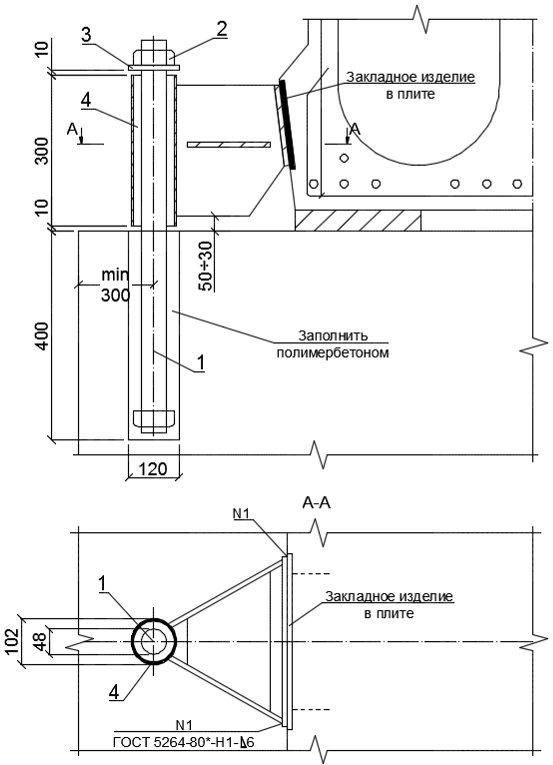 3
2
10
Закладное изделие
в плите
4
А
А
300
10
min
300
50÷30
400
Заполнить
полимербетоном
1
120
А-А
N1
1
Закладное изделие
в плите
102
48
4
N1
ГОСТ 5264-80*-Н1-⊾6